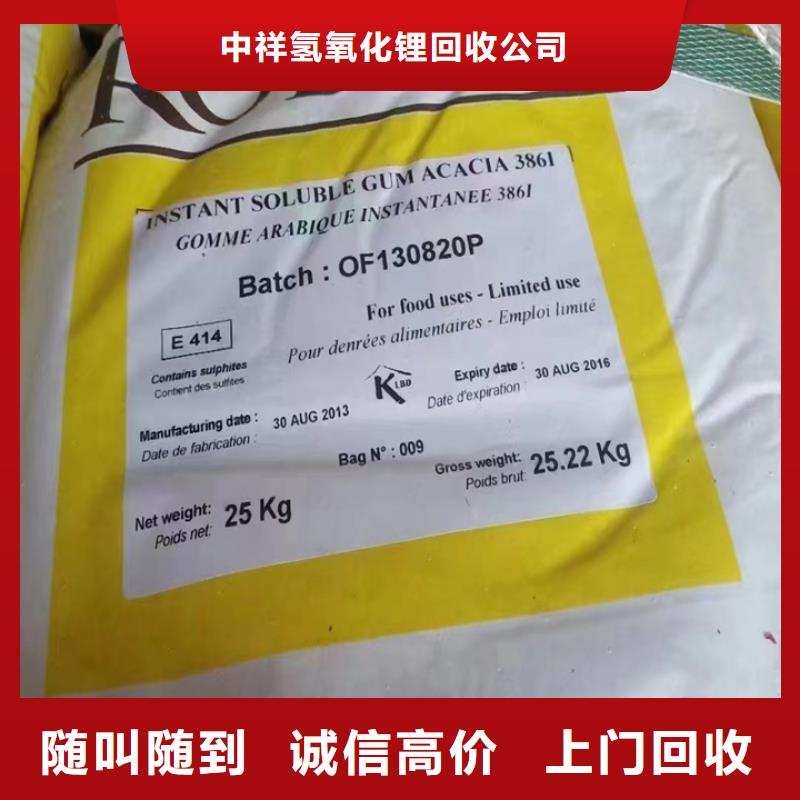 中祥氢氧化锂回收公司
INSTANT SOLUBLE GUM ACACIA 386I
GOMME ARABIQUE INSTANTANEE 386I
Batch : OF130820P
For food uses - Limited use
Pour denrées alimentaires - Emploi limité
E 414
Contains sulphites
Contient des sulfites
K LBD
Expiry date : 30 AUG 2016
Date d'expiration :
Manufacturing date : 30 AUG 2013
Date de fabrication :
Bag N° : 009
Gross weight: 25.22 Kg
Poids brut:
Net weight: 25 Kg
Poids net:
随叫随到 诚信高价 上门回收